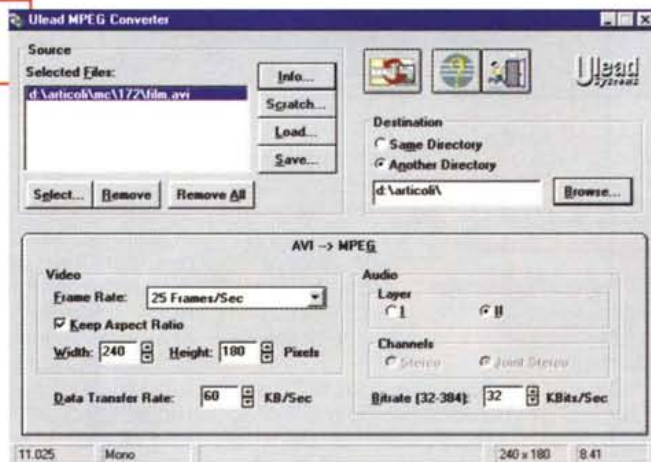 Ulead MPEG Converter
Source
Selected Files:
d:\articoli\mc\172\film.avi
Info...
Scratch...
Load...
Save...
Select...
Remove
Remove All
Ulead
Systems
Destination
Same Directory
Another Directory
d:\articoli\
Browse...
AVI --> MPEG
Video
Frame Rate: 25 Frames/Sec
Keep Aspect Ratio
Width: 240 Height: 180 Pixels
Data Transfer Rate: 60 KB/Sec
Audio
Layer
I II
Channels
Stereo Joint Stereo
Bitrate (32-384): 32 KBits/Sec
11.025 Mono 240 x 180 8.41